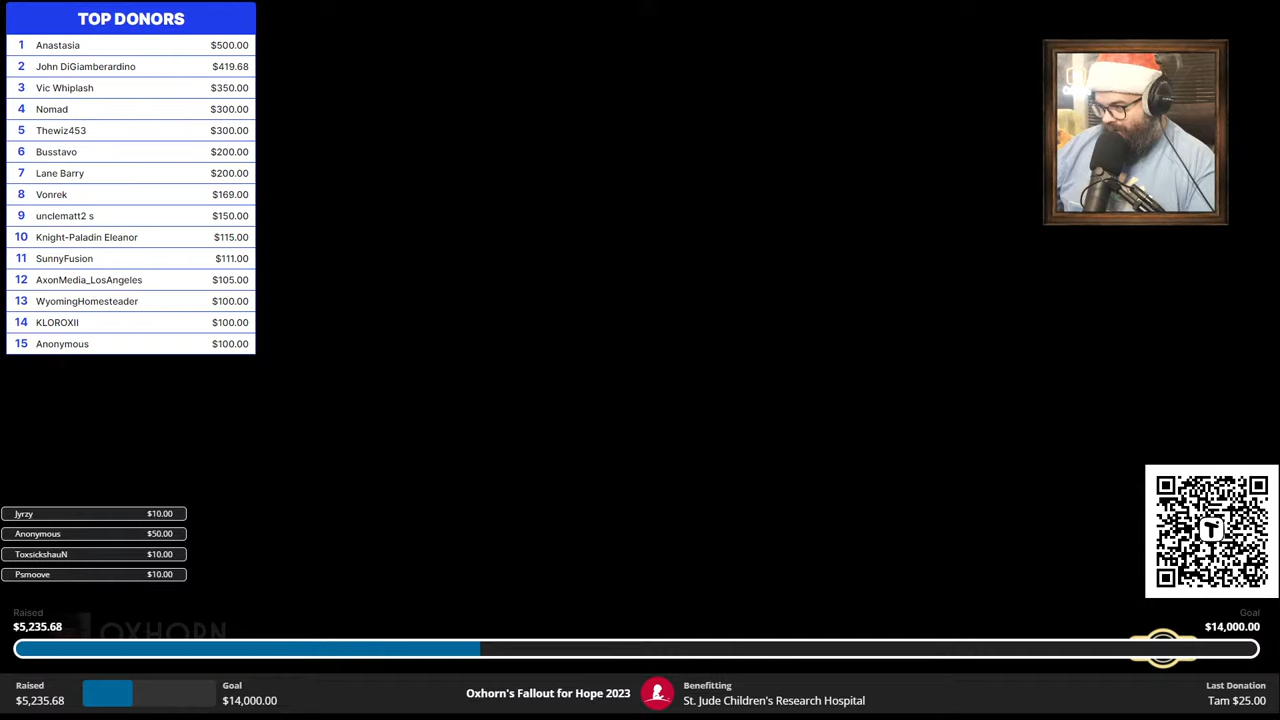 TOP DONORS
1 Anastasia $500.00
2 John DiGiamberardino $419.68
3 Vic Whiplash $350.00
4 Nomad $300.00
5 Thewiz453 $300.00
6 Busstavo $200.00
7 Lane Barry $200.00
8 Vonrek $169.00
9 unclematt2 s $150.00
10 Knight-Paladin Eleanor $115.00
11 SunnyFusion $111.00
12 AxonMedia_LosAngeles $105.00
13 WyomingHomesteader $100.00
14 KLOROXII $100.00
15 Anonymous $100.00
Jyrzy $10.00
Anonymous $50.00
ToxsickshauN $10.00
Psmoove $10.00
Raised
$5,235.68
OXHORN
Goal
$14,000.00
Raised
$5,235.68
Goal
$14,000.00
Oxhorn's Fallout for Hope 2023
Benefitting
St. Jude Children's Research Hospital
Last Donation
Tam $25.00